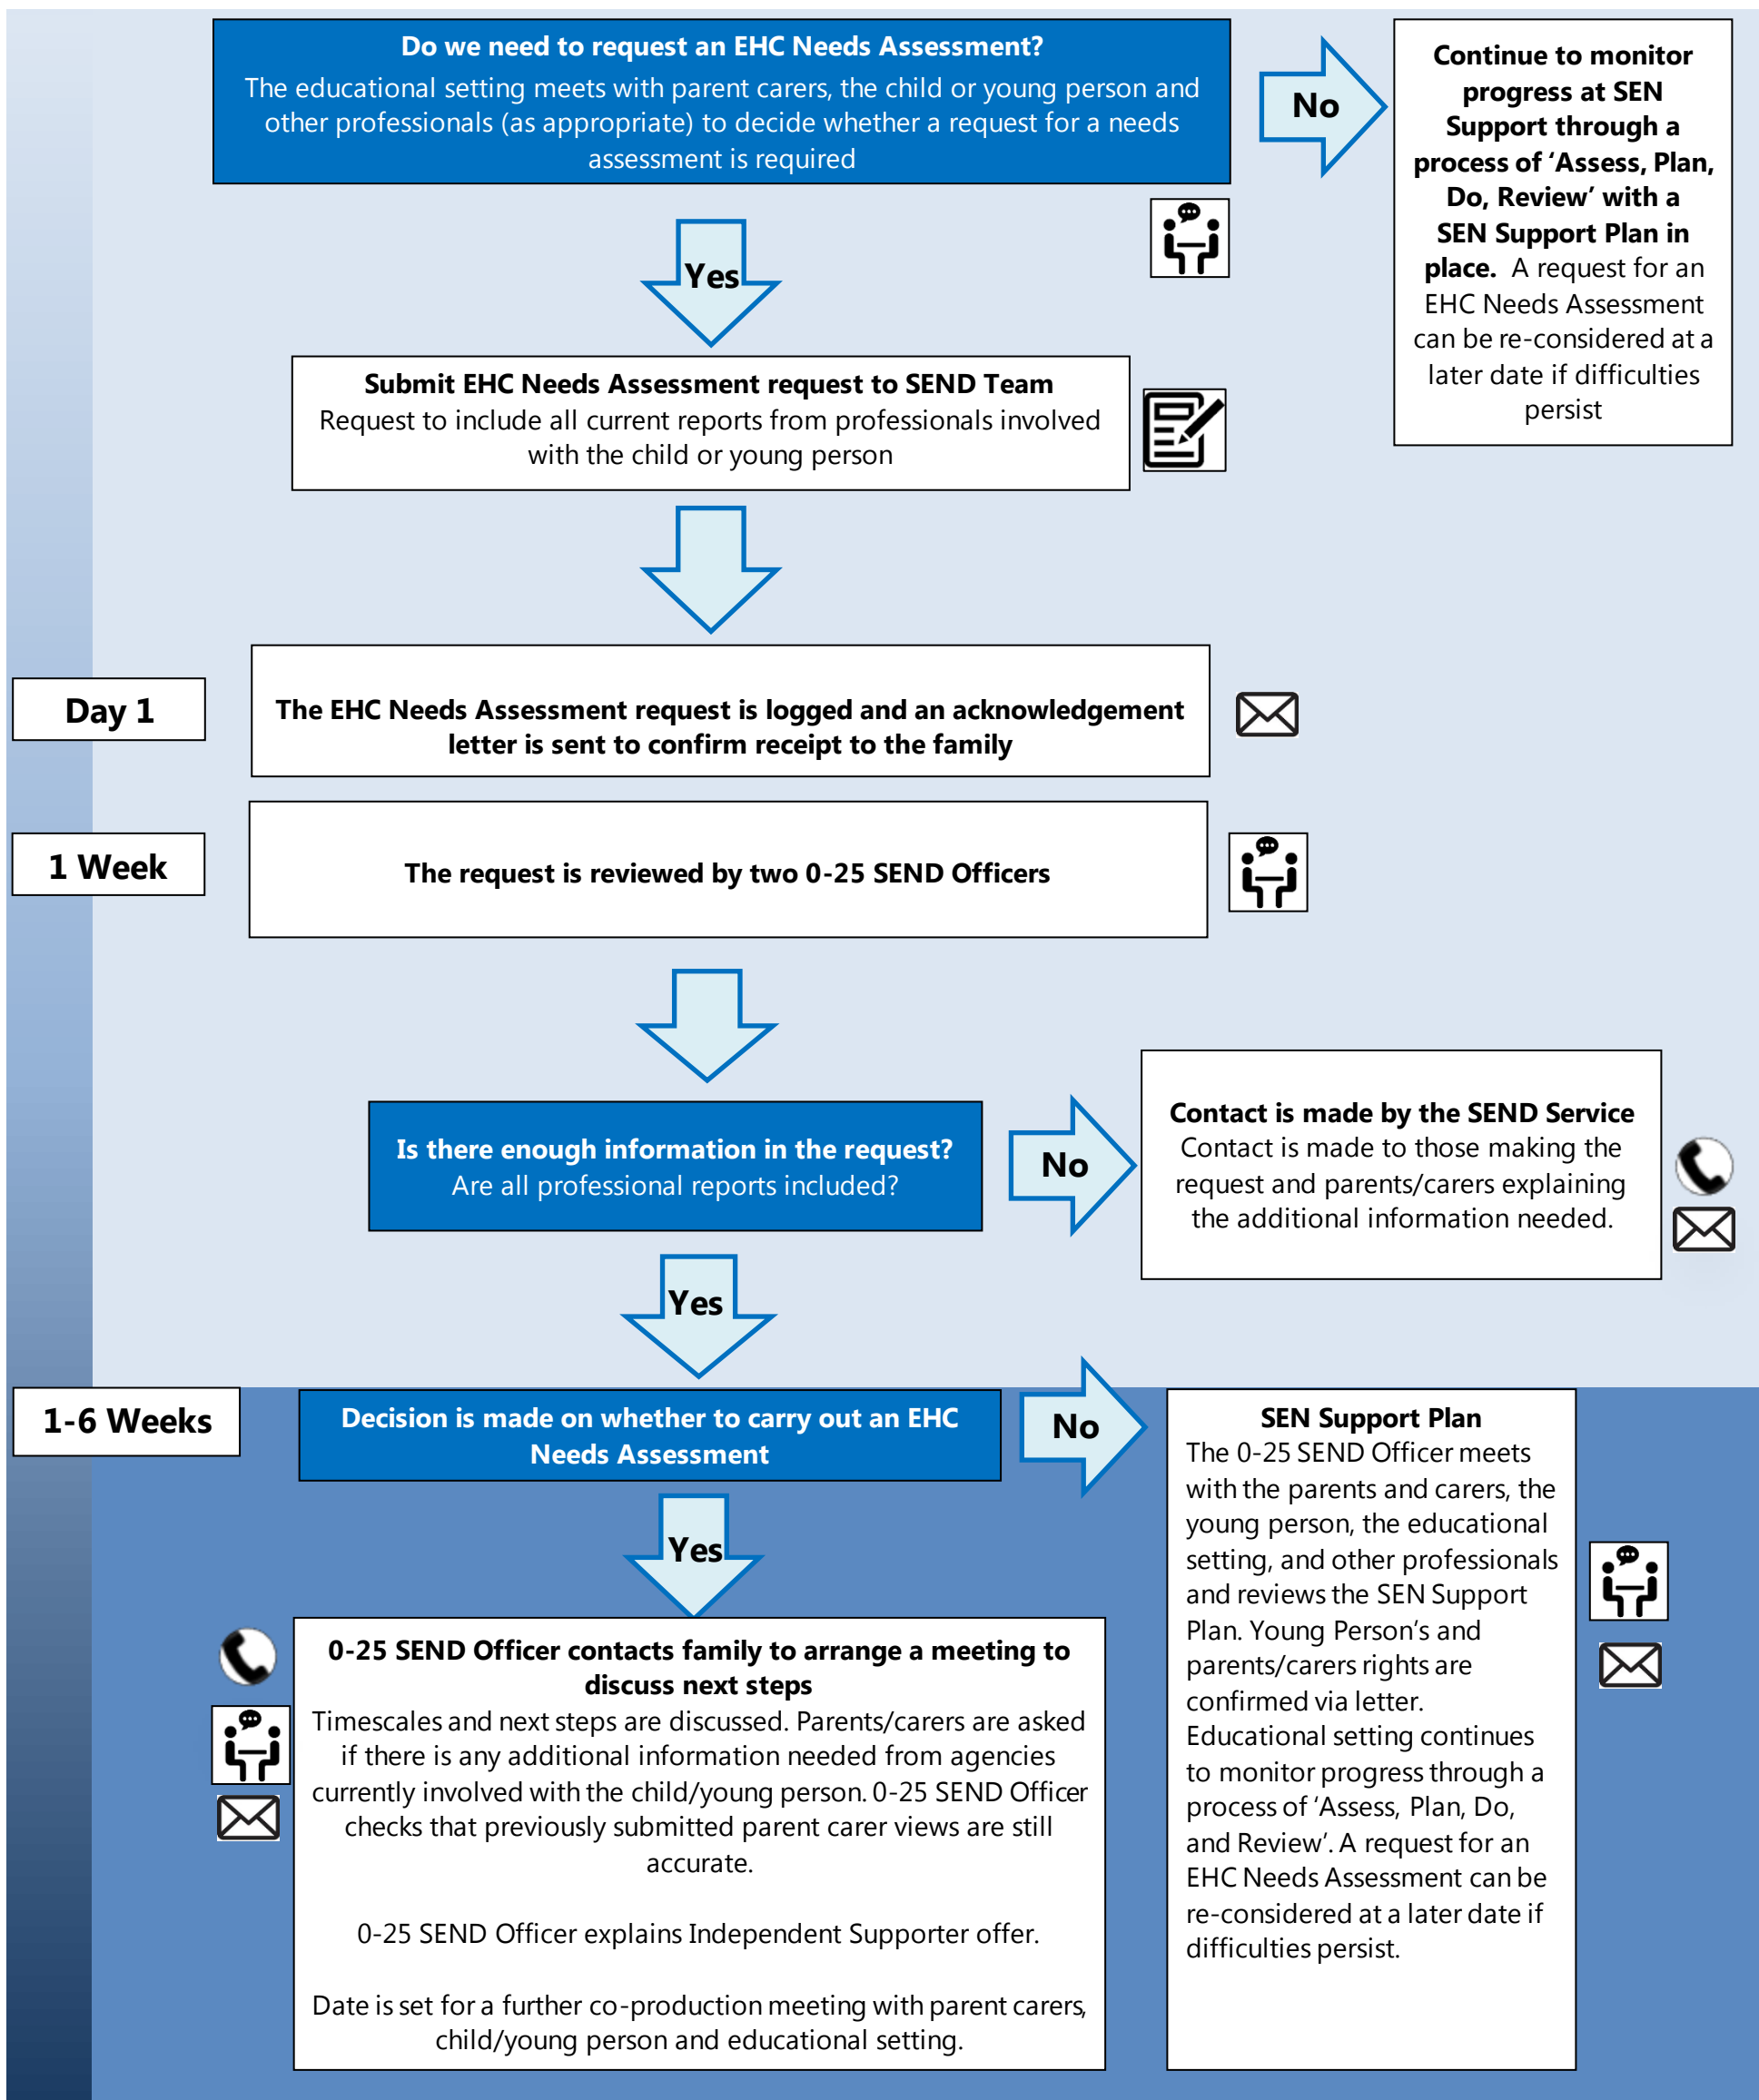 Do we need to request an EHC Needs Assessment?
The educational setting meets with parent carers, the child or young person and
other professionals (as appropriate) to decide whether a request for a needs
assessment is required
No
Continue to monitor
progress at SEN
Support through a
process of ‘Assess, Plan,
Do, Review’ with a
SEN Support Plan in
place. A request for an
EHC Needs Assessment
can be re-considered at a
later date if difficulties
persist
Yes
Submit EHC Needs Assessment request to SEND Team
Request to include all current reports from professionals involved
with the child or young person
Day 1
The EHC Needs Assessment request is logged and an acknowledgement
letter is sent to confirm receipt to the family
1 Week
The request is reviewed by two 0-25 SEND Officers
Is there enough information in the request?
Are all professional reports included?
No
Contact is made by the SEND Service
Contact is made to those making the
request and parents/carers explaining
the additional information needed.
Yes
1-6 Weeks
Decision is made on whether to carry out an EHC
Needs Assessment
No
SEN Support Plan
The 0-25 SEND Officer meets
with the parents and carers, the
young person, the educational
setting, and other professionals
and reviews the SEN Support
Plan. Young Person’s and
parents/carers rights are
confirmed via letter.
Educational setting continues
to monitor progress through a
process of ‘Assess, Plan, Do,
and Review’. A request for an
EHC Needs Assessment can be
re-considered at a later date if
difficulties persist.
Yes
0-25 SEND Officer contacts family to arrange a meeting to
discuss next steps
Timescales and next steps are discussed. Parents/carers are asked
if there is any additional information needed from agencies
currently involved with the child/young person. 0-25 SEND Officer
checks that previously submitted parent carer views are still
accurate.
0-25 SEND Officer explains Independent Supporter offer.
Date is set for a further co-production meeting with parent carers,
child/young person and educational setting.